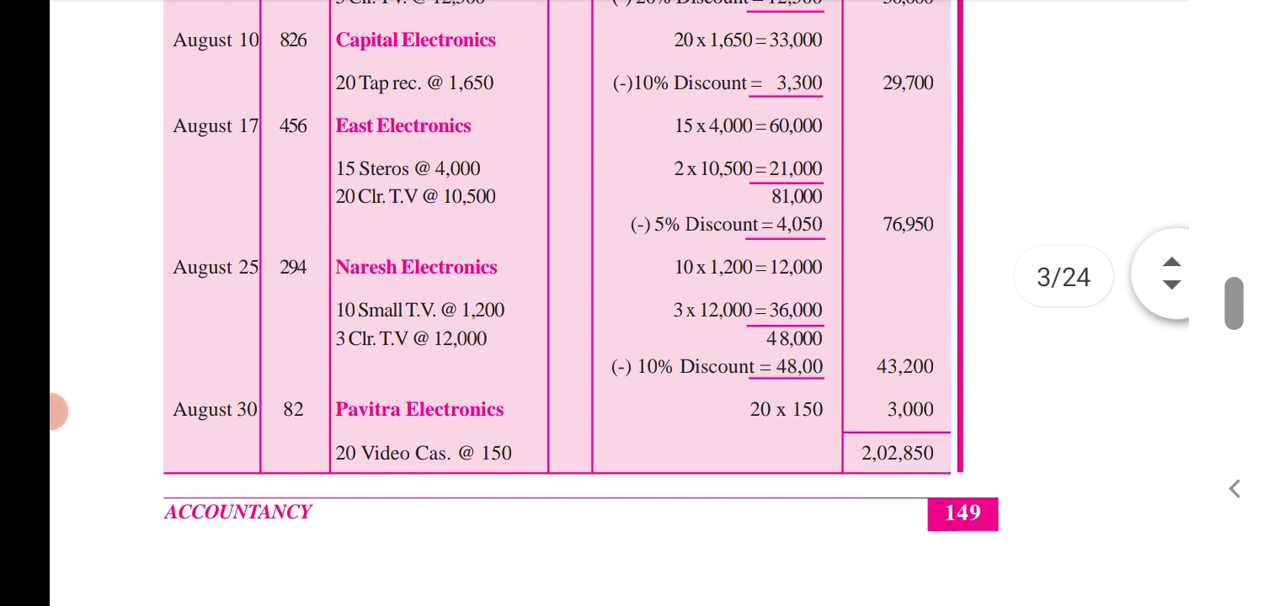 August 10 826 Capital Electronics 20 x 1,650 = 33,000
20 Tap rec. @ 1,650 (-)10% Discount = 3,300 29,700
August 17 456 East Electronics 15 x 4,000 = 60,000
15 Steros @ 4,000 2 x 10,500 = 21,000
20 Clr. T.V @ 10,500 81,000
(-) 5% Discount = 4,050 76,950
August 25 294 Naresh Electronics 10 x 1,200 = 12,000
10 Small T.V. @ 1,200 3 x 12,000 = 36,000
3 Clr. T.V @ 12,000 48,000
(-) 10% Discount = 48,00 43,200
August 30 82 Pavitra Electronics 20 x 150 3,000
20 Video Cas. @ 150 2,02,850
ACCOUNTANCY 149
3/24